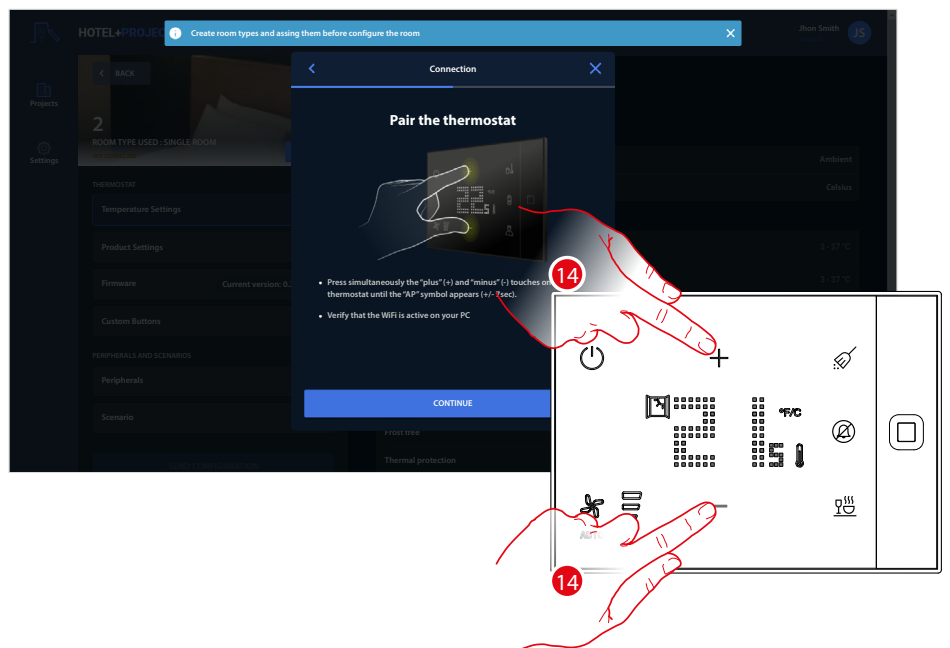 HOTEL+PROJEC
Create room types and assing them before configure the room
Jhon Smith
JS
BACK
Connection
Projects
2
ROOM TYPE USED : SINGLE ROOM
Pair the thermostat
Settings
Ambient
THERMOSTAT
Celsius
Temperature Settings
Product Settings
3 - 37 °C
Firmware
Current version: 0.
3 - 37 °C
• Press simultaneously the "plus" (+) and "minus" (-) touches on
thermostat until the "AP" symbol appears (+/- 7sec).
• Verify that the WiFi is active on your PC
Custom Buttons
PERIPHERALS AND SCENARIOS
Peripherals
CONTINUE
Scenario
Frost free
Thermal protection
14
+
°F/C
AUTO
14